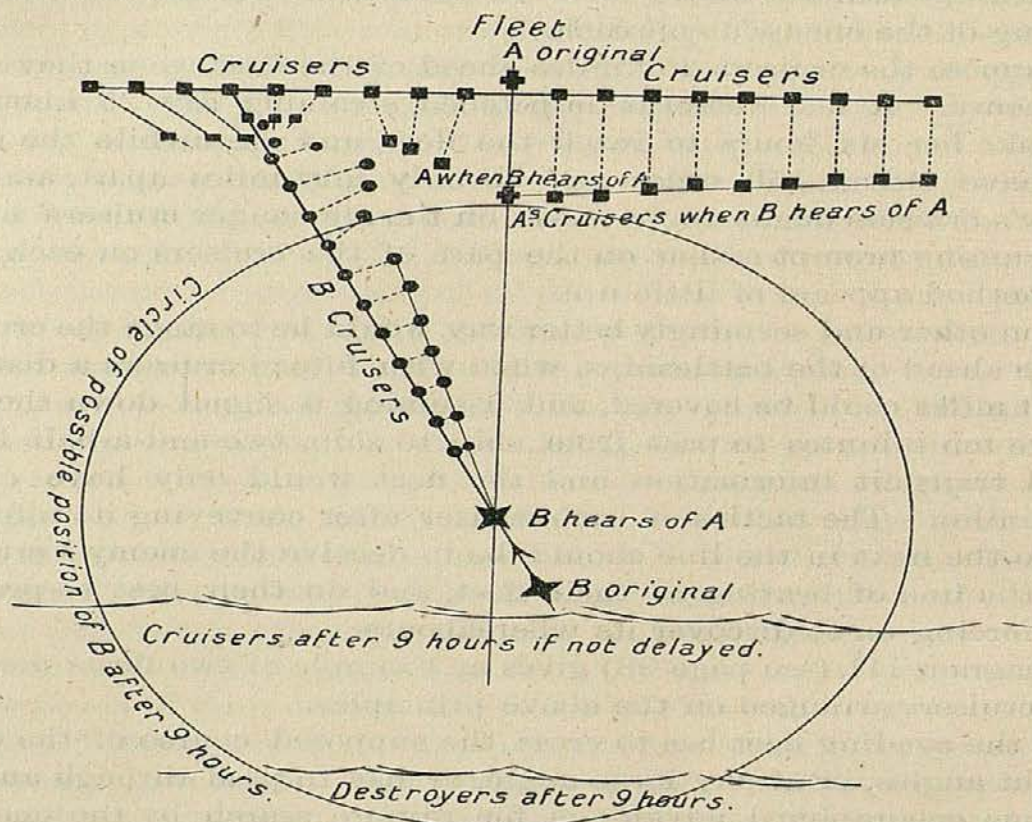 Fleet
A original
Cruisers
Cruisers
A when B hears of A
A's Cruisers when B hears of A
B Cruisers
Circle of possible position of B after 9 hours.
B hears of A
B original
Cruisers after 9 hours if not delayed.
Destroyers after 9 hours.